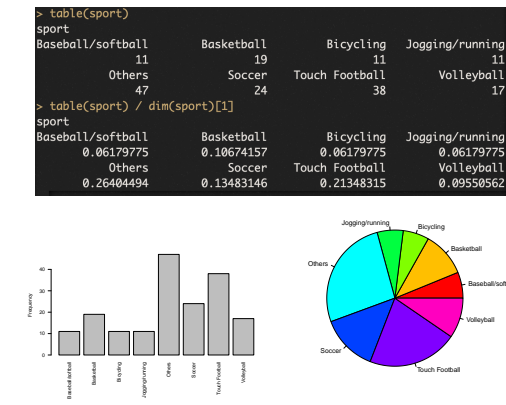 > table(sport)
sport
Baseball/softball Basketball Bicycling Jogging/running
11 19 11 11
Others Soccer Touch Football Volleyball
47 24 38 17
> table(sport) / dim(sport)[1]
sport
Baseball/softball Basketball Bicycling Jogging/running
0.06179775 0.10674157 0.06179775 0.06179775
Others Soccer Touch Football Volleyball
0.26404494 0.13483146 0.21348315 0.09550562
Frequency
40
30
20
10
0
Baseball/softball
Basketball
Bicycling
Jogging/running
Others
Soccer
Touch Football
Volleyball
Jogging/running
Bicycling
Basketball
Others
Baseball/soft
Volleyball
Soccer
Touch Football